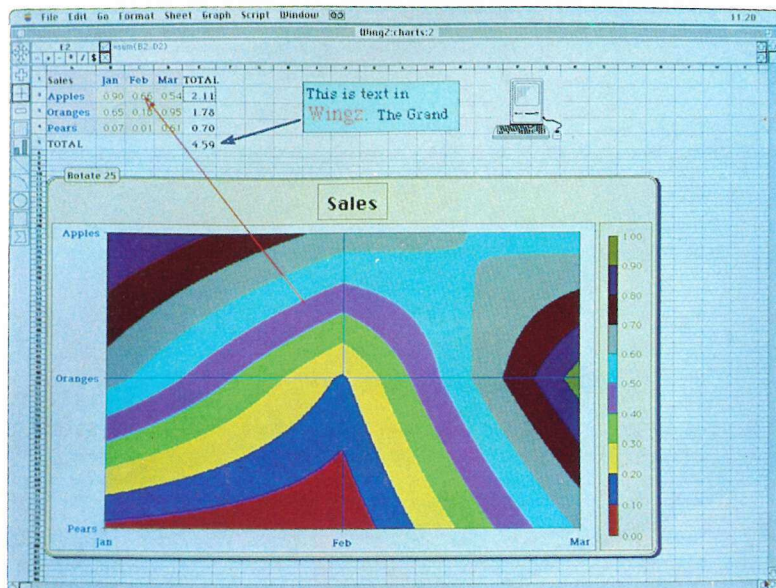 File Edit Go Format Sheet Graph Script Window
11:20
Wingz:charts:2
E2
=sum(B2..D2)
- + - * / $
Sales Jan Feb Mar TOTAL
Apples 0.90 0.66 0.54 2.11
Oranges 0.65 0.18 0.95 1.78
Pears 0.07 0.01 0.61 0.70
TOTAL 4.59
This is text in
Wingz. The Grand
Rotate 25
Sales
Apples
Oranges
Pears
Jan Feb Mar
1.00
0.90
0.80
0.70
0.60
0.50
0.40
0.30
0.20
0.10
0.00